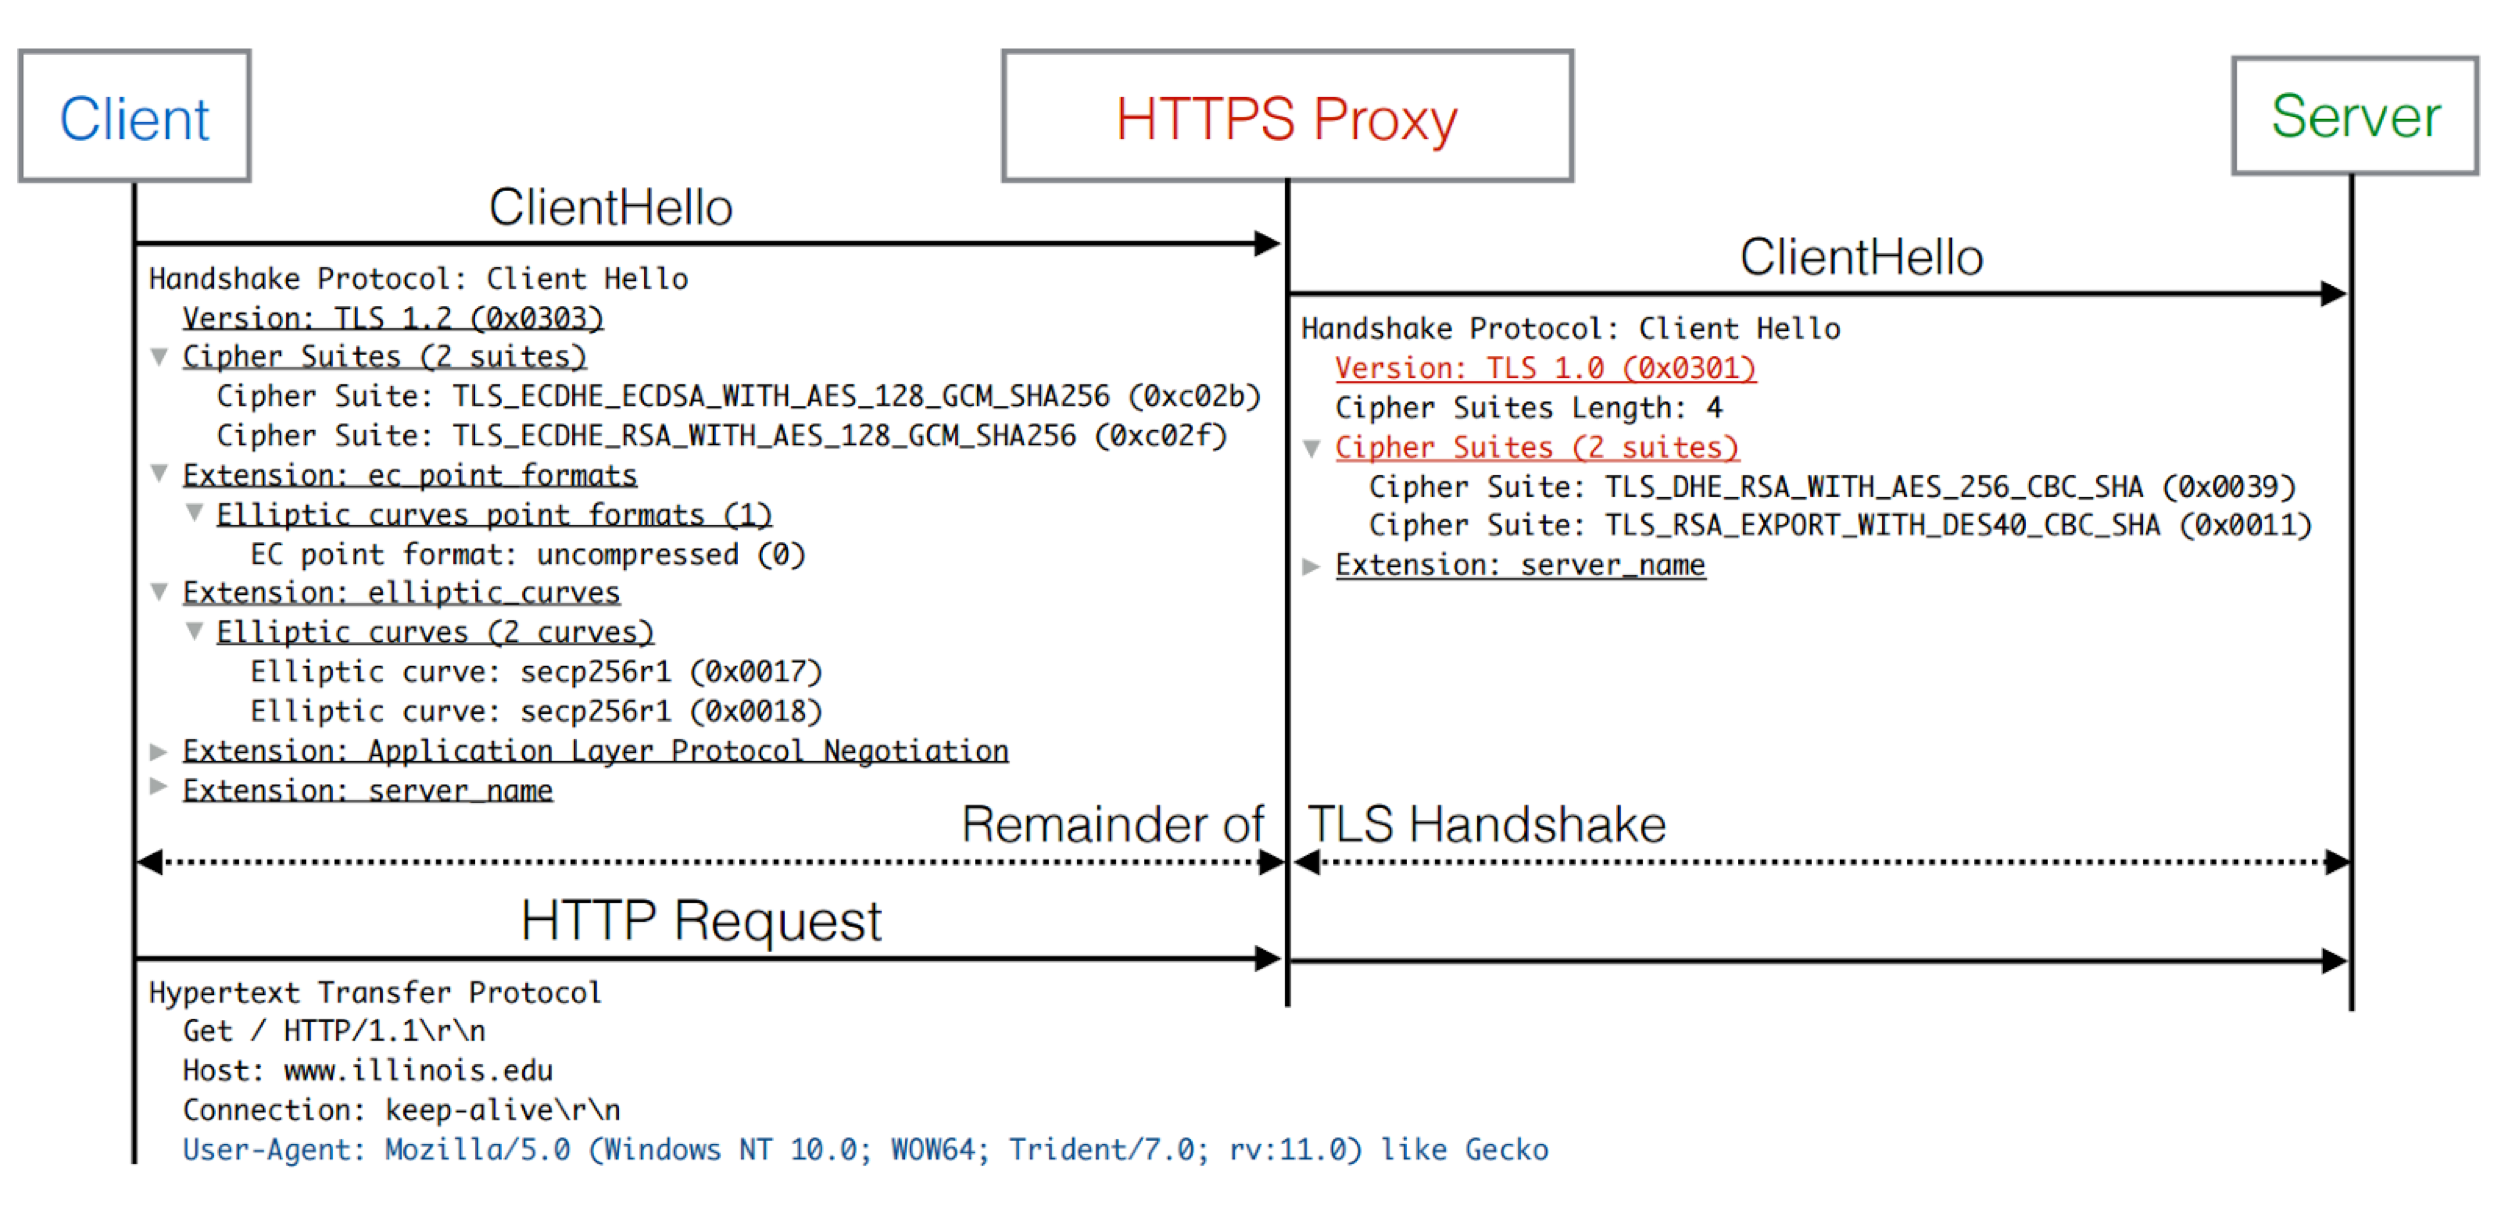 Client
HTTPS Proxy
Server
ClientHello
Handshake Protocol: Client Hello
Version: TLS 1.2 (0x0303)
Cipher Suites (2 suites)
Cipher Suite: TLS_ECDHE_ECDSA_WITH_AES_128_GCM_SHA256 (0xc02b)
Cipher Suite: TLS_ECDHE_RSA_WITH_AES_128_GCM_SHA256 (0xc02f)
Extension: ec_point_formats
Elliptic curves point formats (1)
EC point format: uncompressed (0)
Extension: elliptic_curves
Elliptic curves (2 curves)
Elliptic curve: secp256r1 (0x0017)
Elliptic curve: secp256r1 (0x0018)
Extension: Application Layer Protocol Negotiation
Extension: server_name
ClientHello
Handshake Protocol: Client Hello
Version: TLS 1.0 (0x0301)
Cipher Suites Length: 4
Cipher Suites (2 suites)
Cipher Suite: TLS_DHE_RSA_WITH_AES_256_CBC_SHA (0x0039)
Cipher Suite: TLS_RSA_EXPORT_WITH_DES40_CBC_SHA (0x0011)
Extension: server_name
Remainder of TLS Handshake
HTTP Request
Hypertext Transfer Protocol
Get / HTTP/1.1\r\n
Host: www.illinois.edu
Connection: keep-alive\r\n
User-Agent: Mozilla/5.0 (Windows NT 10.0; WOW64; Trident/7.0; rv:11.0) like Gecko